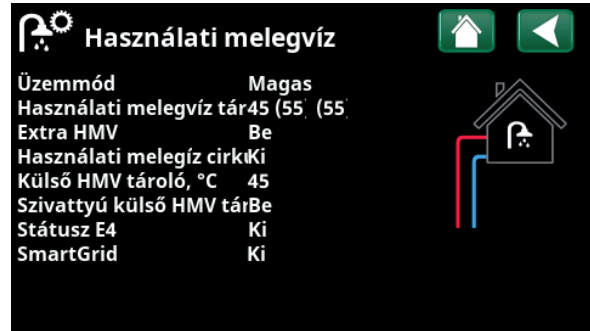 Használati melegvíz
Üzemmód Magas
Használati melegvíz tár 45 (55) (55)
Extra HMV Be
Használati melegíz cirku Ki
Külső HMV tároló, °C 45
Szivattyú külső HMV tár Be
Státusz E4 Ki
SmartGrid Ki